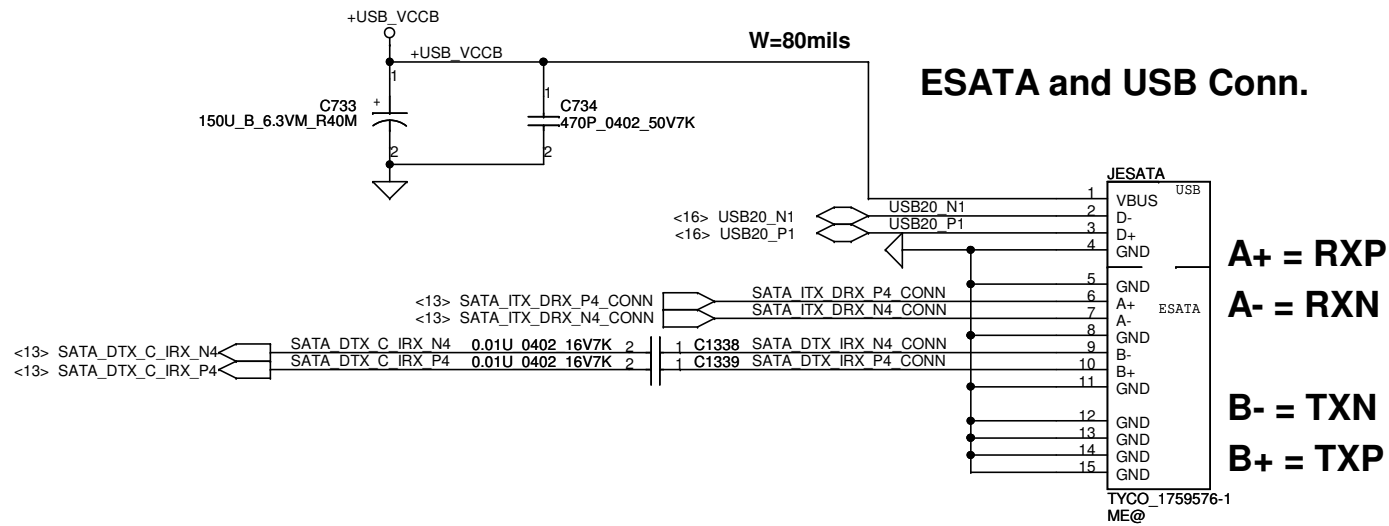 +USB_VCCB
+USB_VCCB
W=80mils
ESATA and USB Conn.
1
1
C733
+
150U_B_6.3VM_R40M
C734
470P_0402_50V7K
2
2
JESATA
USB
1
VBUS
<16> USB20_N1
USB20_N1
2
D-
<16> USB20_P1
USB20_P1
3
D+
4
GND
A+ = RXP
5
GND
<13> SATA_ITX_DRX_P4_CONN
SATA_ITX_DRX_P4_CONN
6
A+
ESATA
A- = RXN
<13> SATA_ITX_DRX_N4_CONN
SATA_ITX_DRX_N4_CONN
7
A-
8
GND
<13> SATA_DTX_C_IRX_N4
SATA_DTX_C_IRX_N4
0.01U_0402_16V7K
2
1
C1338
SATA_DTX_IRX_N4_CONN
9
B-
<13> SATA_DTX_C_IRX_P4
SATA_DTX_C_IRX_P4
0.01U_0402_16V7K
2
1
C1339
SATA_DTX_IRX_P4_CONN
10
B+
11
GND
B- = TXN
12
GND
13
GND
14
GND
B+ = TXP
15
GND
TYCO_1759576-1
ME@